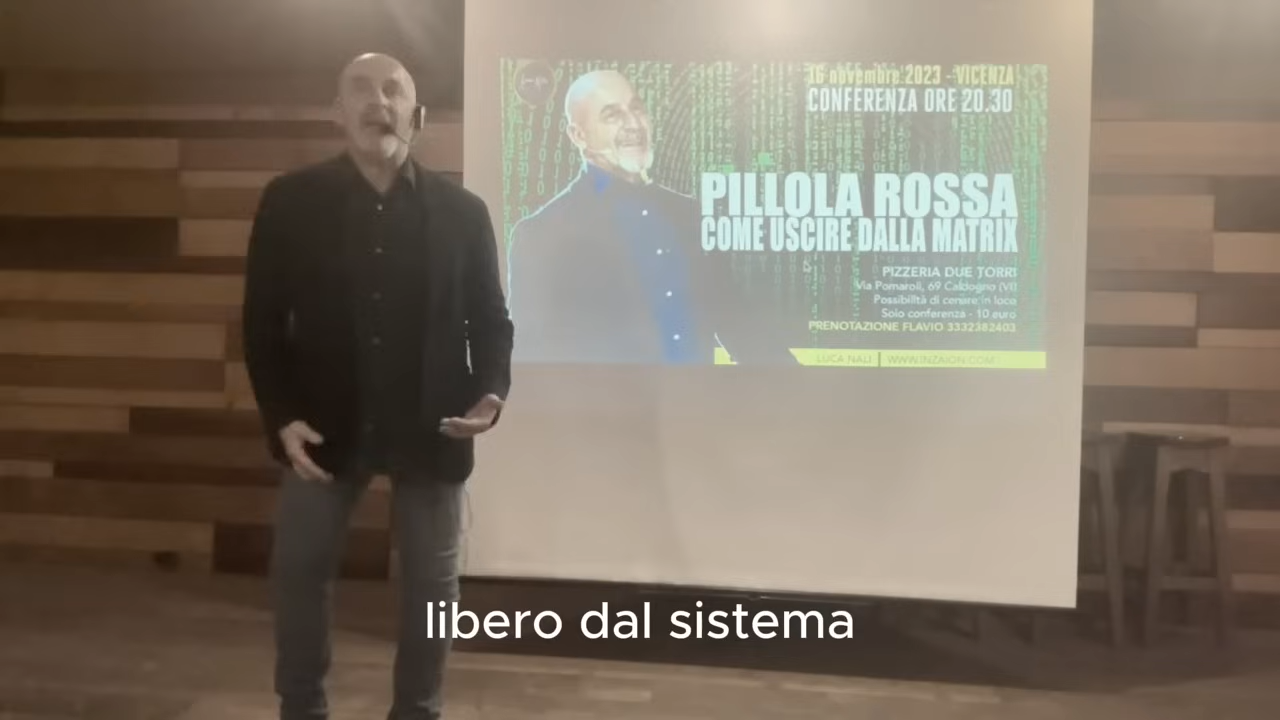 16 novembre 2023 - VICENZA
CONFERENZA ORE 20.30
PILLOLA ROSSA
COME USCIRE DALLA MATRIX
PIZZERIA DUE TORRI
Via Pomaroli, 69 Caldogno (VI)
Possibilità di cenare in loco
Solo conferenza - 10 euro
PRENOTAZIONE FLAVIO 3332382403
LUCA NALI | WWW.INZAION.COM
libero dal sistema